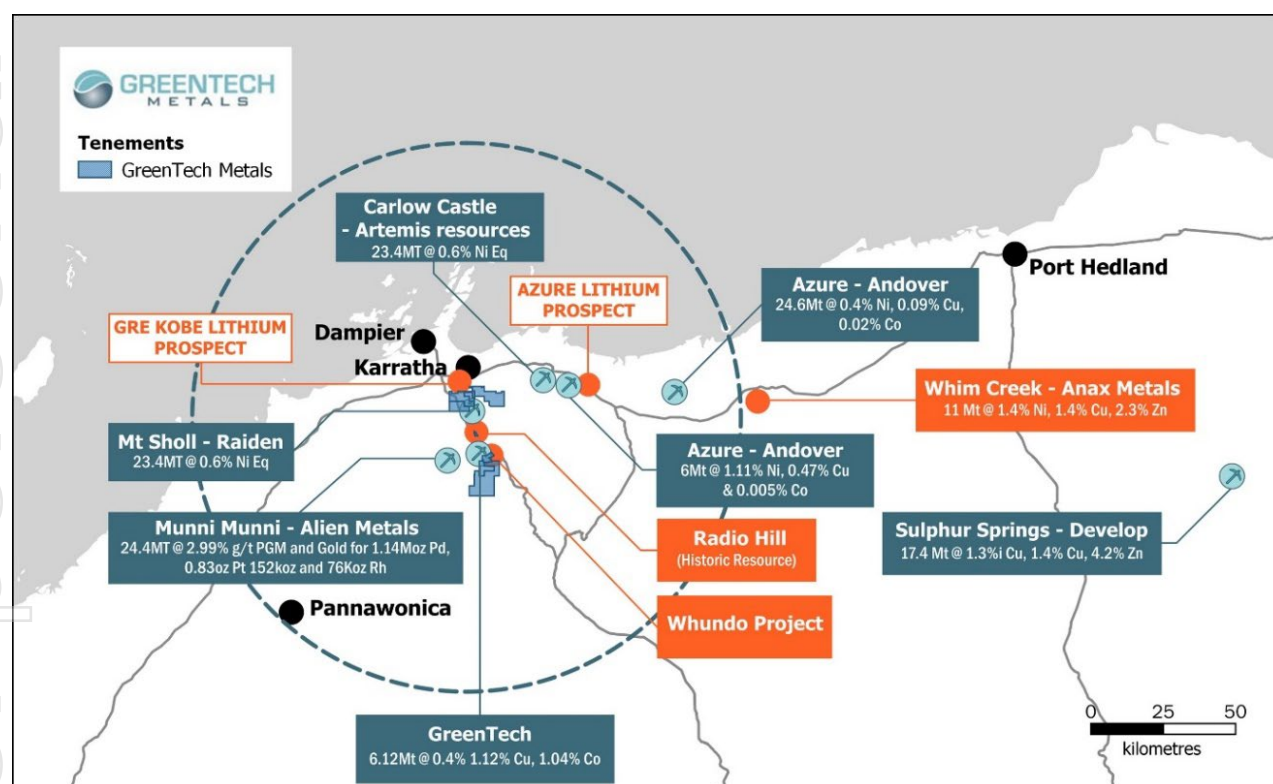 GREENTECH
METALS
Tenements
GreenTech Metals
Carlow Castle
- Artemis resources
23.4MT @ 0.6% Ni Eq
AZURE LITHIUM
PROSPECT
Azure - Andover
24.6Mt @ 0.4% Ni, 0.09% Cu,
0.02% Co
Port Hedland
GRE KOBE LITHIUM
PROSPECT
Dampier
Karratha
Whim Creek - Anax Metals
11 Mt @ 1.4% Ni, 1.4% Cu, 2.3% Zn
Mt Sholl - Raiden
23.4MT @ 0.6% Ni Eq
Azure - Andover
6Mt @ 1.11% Ni, 0.47% Cu
& 0.005% Co
Munni Munni - Alien Metals
24.4MT @ 2.99% g/t PGM and Gold for 1.14Moz Pd,
0.83oz Pt 152koz and 76Koz Rh
Radio Hill
(Historic Resource)
Sulphur Springs - Develop
17.4 Mt @ 1.3%i Cu, 1.4% Cu, 4.2% Zn
Pannawonica
Whundo Project
GreenTech
6.12Mt @ 0.4% 1.12% Cu, 1.04% Co
0 25 50
kilometres